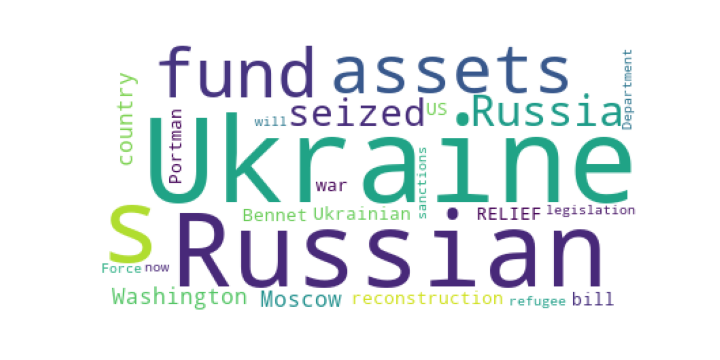 fund assets
country Portman will seized US Russia Department
Ukraine
war sanctions
s Bennet Ukrainian RELIEF legislation
Russian
Force now
Washington Moscow reconstruction refugee bill